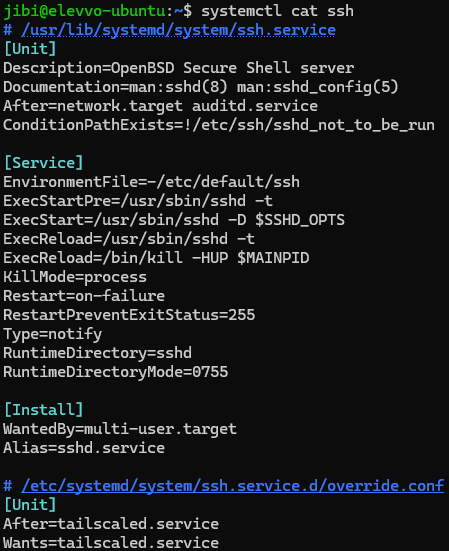 jibi@elevvo-ubuntu:~$ systemctl cat ssh
# /usr/lib/systemd/system/ssh.service
[Unit]
Description=OpenBSD Secure Shell server
Documentation=man:sshd(8) man:sshd_config(5)
After=network.target auditd.service
ConditionPathExists=!/etc/ssh/sshd_not_to_be_run

[Service]
EnvironmentFile=-/etc/default/ssh
ExecStartPre=/usr/sbin/sshd -t
ExecStart=/usr/sbin/sshd -D $SSHD_OPTS
ExecReload=/usr/sbin/sshd -t
ExecReload=/bin/kill -HUP $MAINPID
KillMode=process
Restart=on-failure
RestartPreventExitStatus=255
Type=notify
RuntimeDirectory=sshd
RuntimeDirectoryMode=0755

[Install]
WantedBy=multi-user.target
Alias=sshd.service

# /etc/systemd/system/ssh.service.d/override.conf
[Unit]
After=tailscaled.service
Wants=tailscaled.service